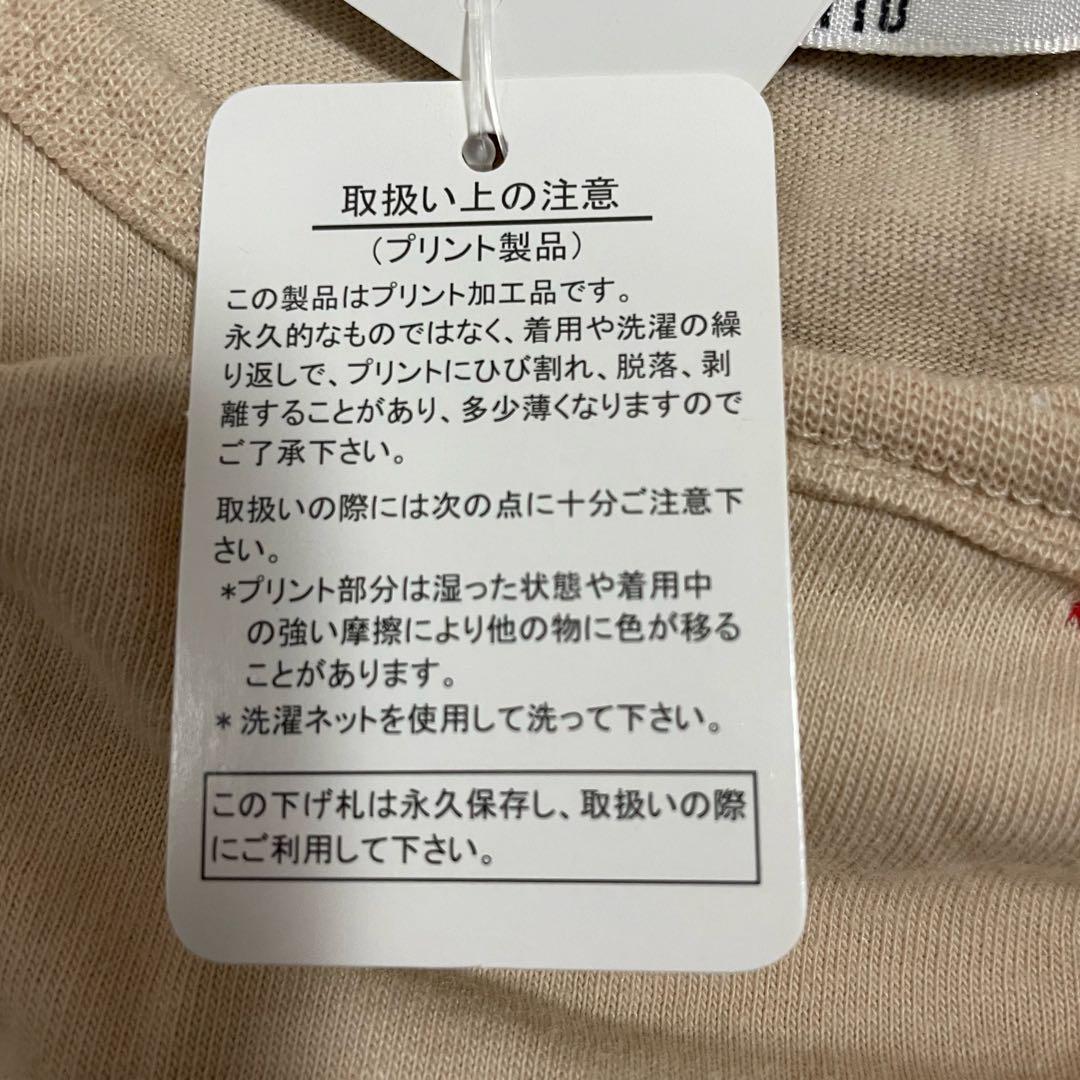 取扱い上の注意
(プリント製品)
この製品はプリント加工品です。
永久的なものではなく、着用や洗濯の繰
り返しで、プリントにひび割れ、脱落、剥
離することがあり、多少薄くなりますので
ご了承下さい。
取扱いの際には次の点に十分ご注意下
さい。
*プリント部分は湿った状態や着用中
の強い摩擦により他の物に色が移る
ことがあります。
* 洗濯ネットを使用して洗って下さい。
この下げ札は永久保存し、取扱いの際
にご利用して下さい。